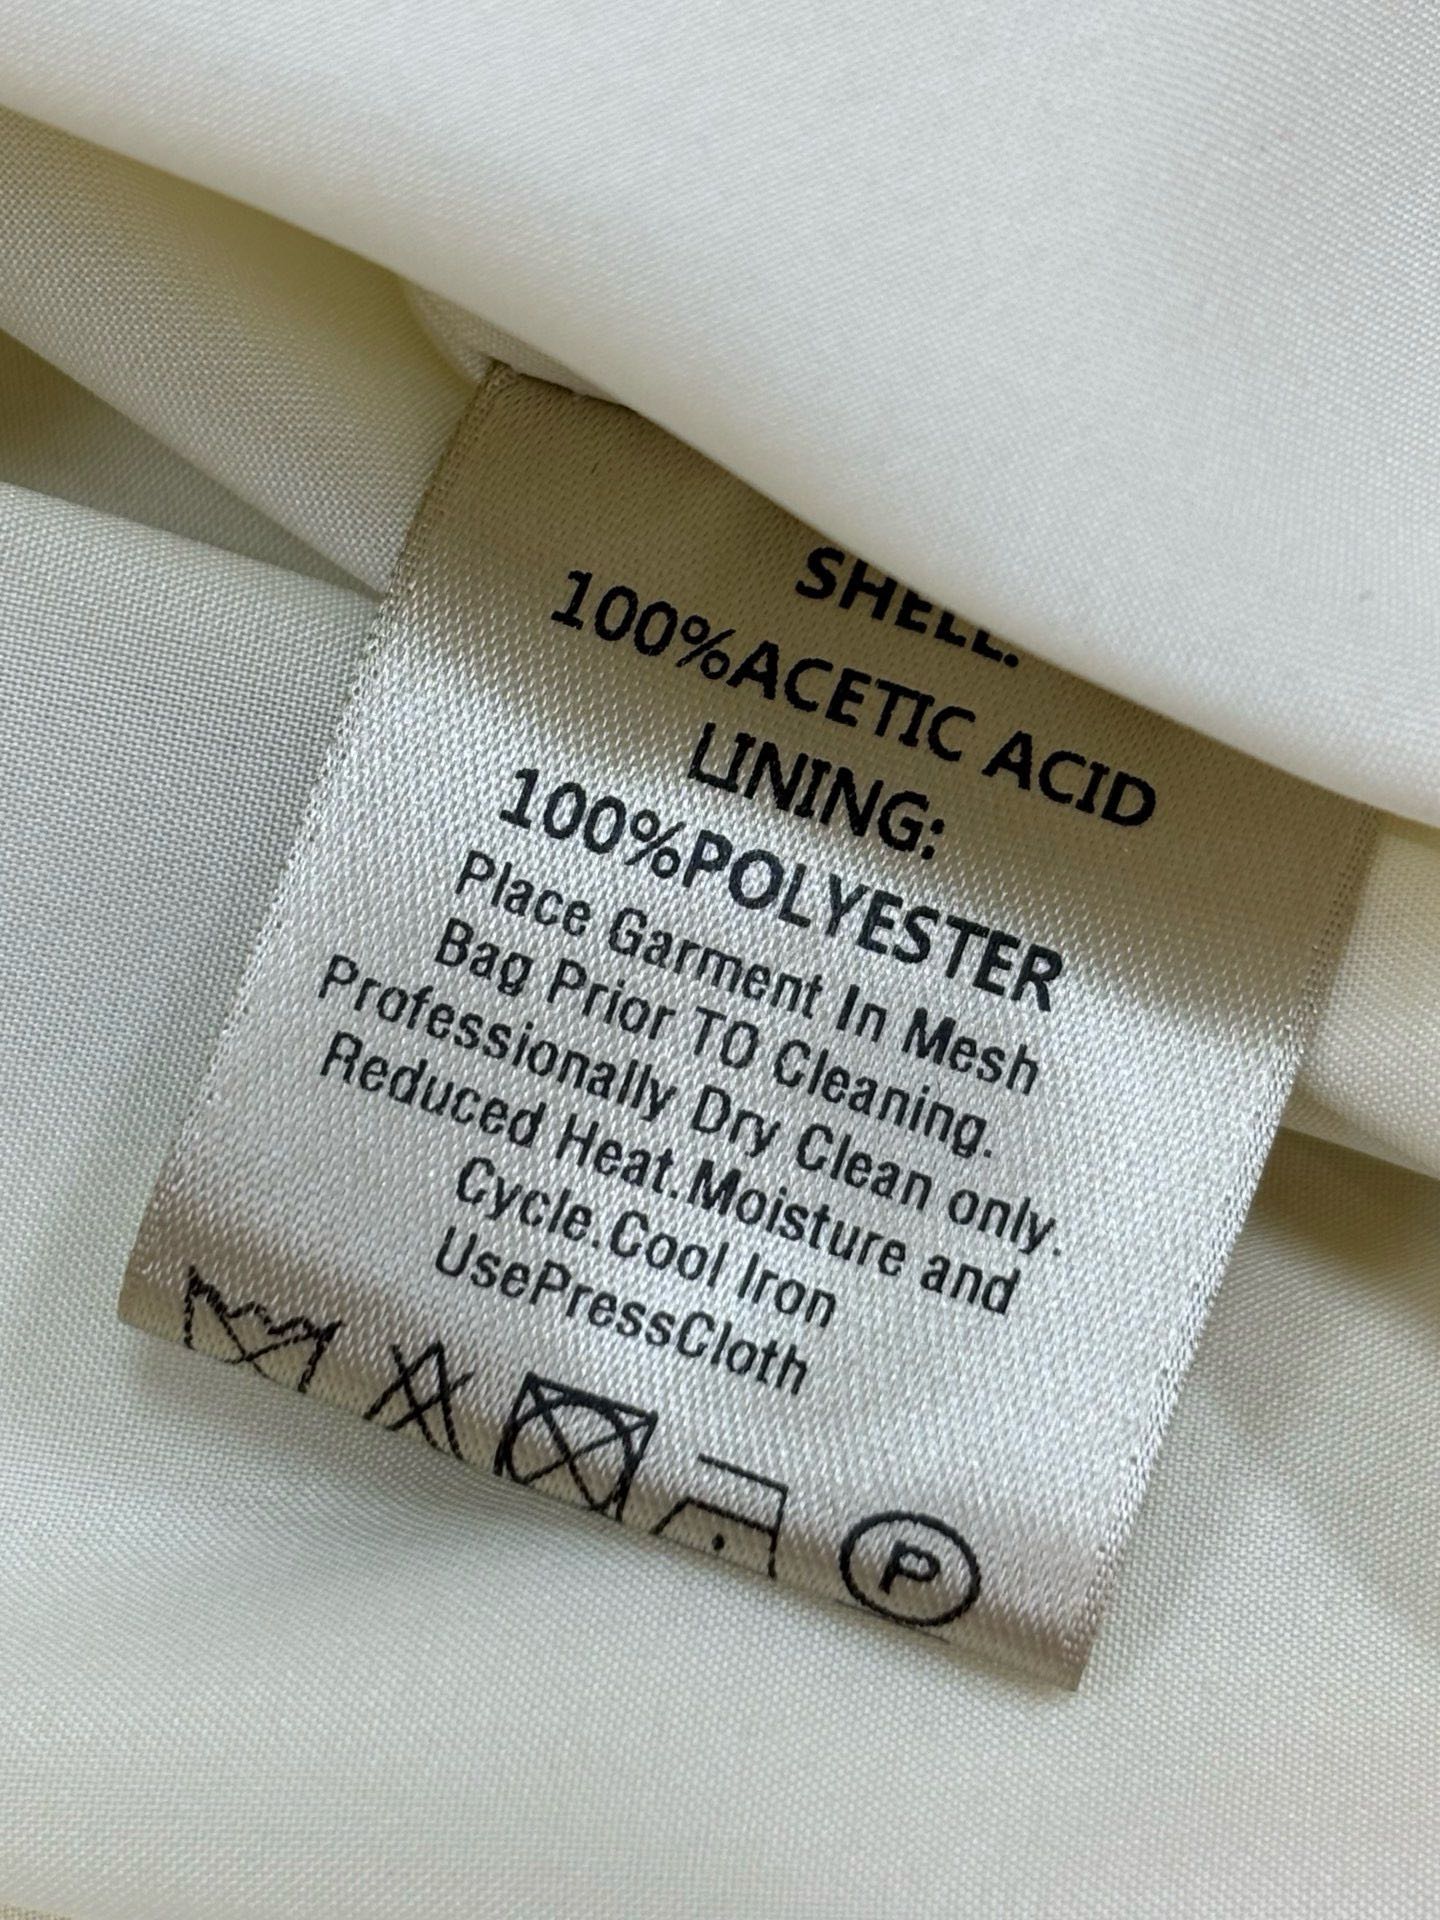 SHELL:
100%ACETIC ACID
LINING:
100%POLYESTER
Place Garment In Mesh
Bag Prior TO Cleaning.
Professionally Dry Clean only.
Reduced Heat.Moisture and
Cycle.Cool Iron
UsePressCloth
P